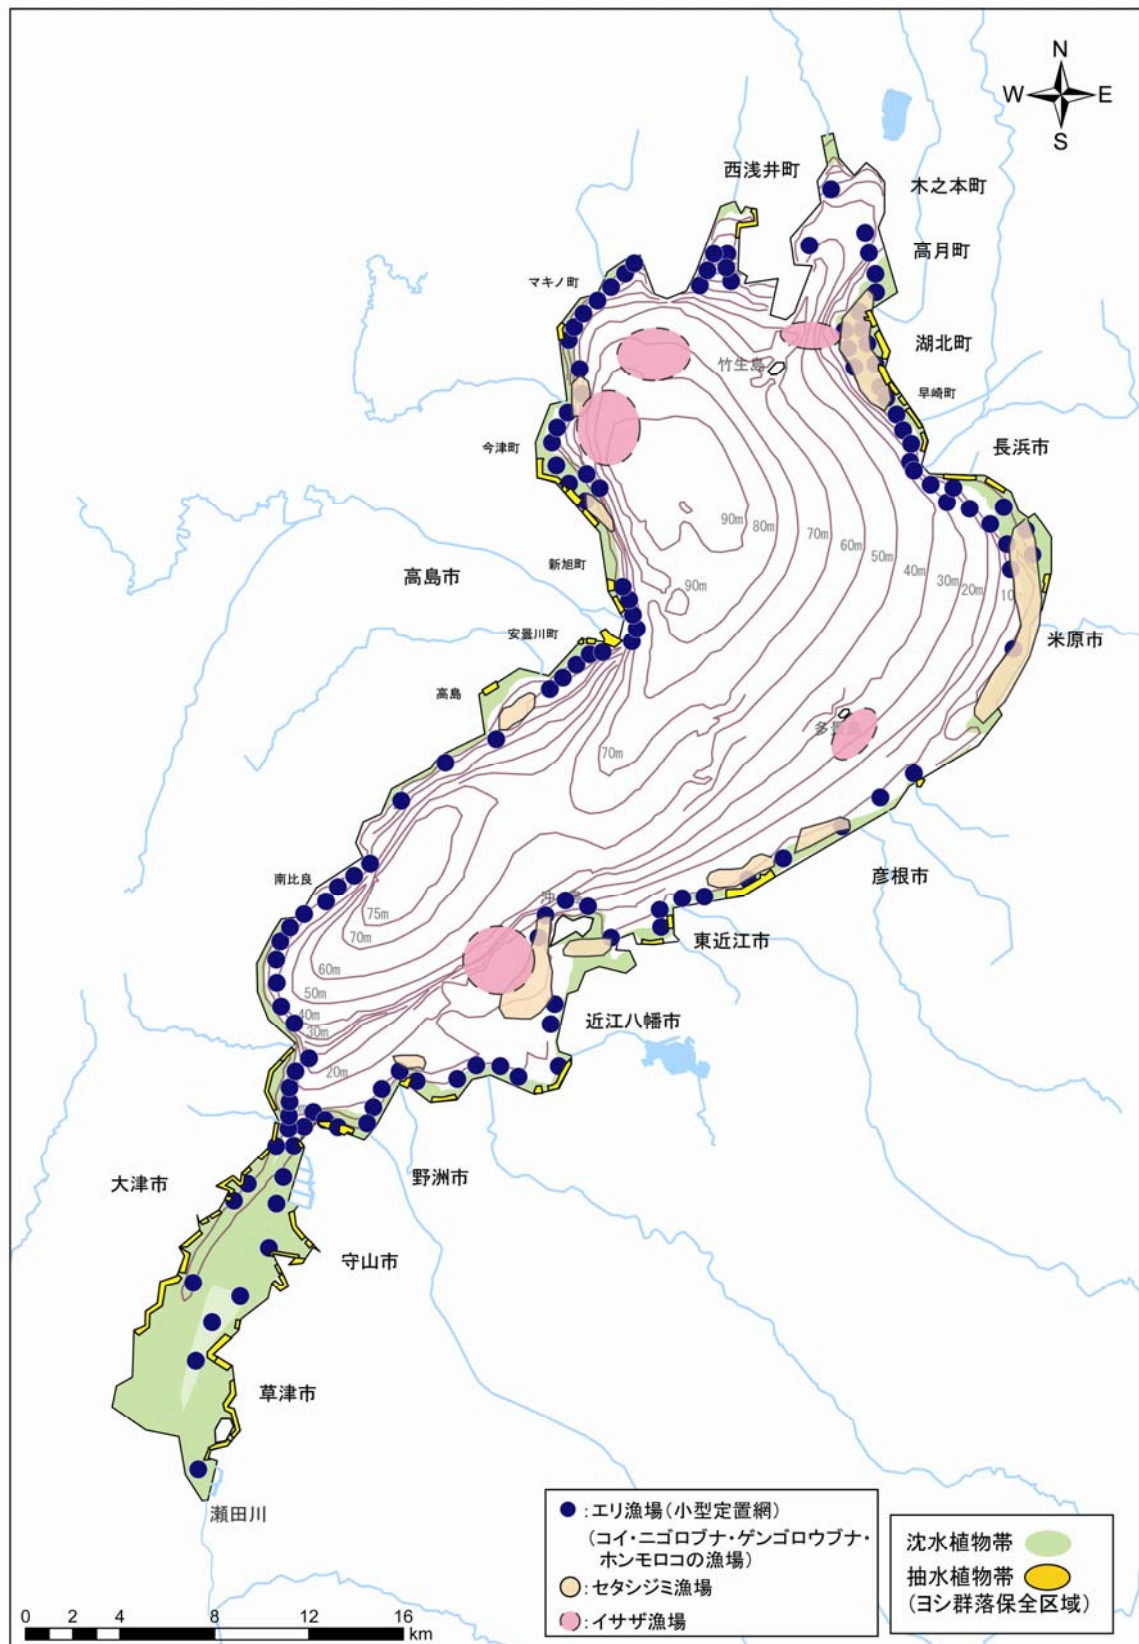 N
W E
S
西浅井町
木之本町
高月町
マキノ町
湖北町
竹生島
早崎町
今津町
長浜市
90m
80m
70m
60m
50m
40m
30m
20m
新旭町
高島市
90m
安曇川町
米原市
高島
70m
彦根市
南比良
75m
70m
東近江市
60m
50m
40m
30m
近江八幡市
20m
大津市
野洲市
守山市
草津市
瀬田川
:エリ漁場(小型定置網)
(コイ・ニゴロブナ・ゲンゴロウブナ・
ホンモロコの漁場)
:セタシジミ漁場
:イサザ漁場
沈水植物帯
抽水植物帯
(ヨシ群落保全区域)
0 2 4 8 12 16
km